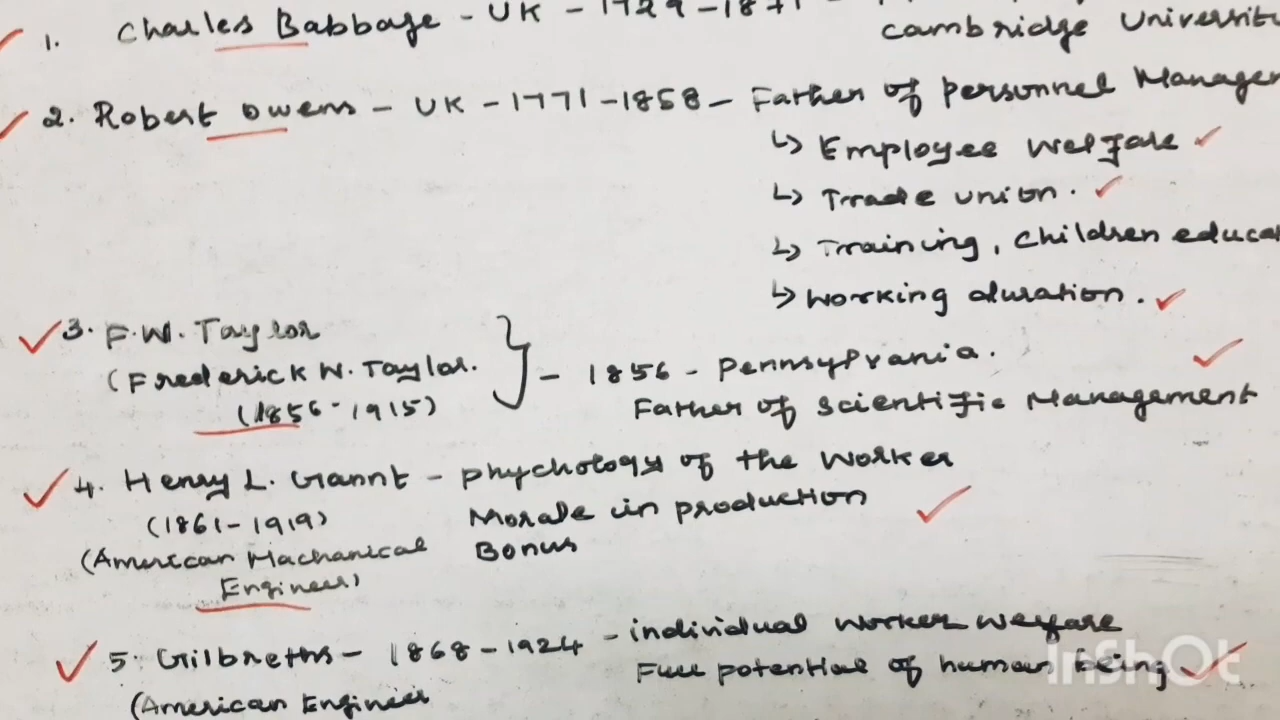 1. Charles Babbage - UK - 1729-1871 -
Cambridge Universit
2. Robert Owens - UK - 1771-1858 - Father of Personnel Manager
↳ Employee Welfare ✓
↳ Trade union. ✓
↳ Training, Children educa
↳ Working duration. ✓
3. F.W. Taylor
(Frederick W. Taylor.
(1856-1915)
} - 1856 - Pennsylvania.
Father of Scientific Management
4. Henry L. Gannt - phychology of the Worker
(1861-1919) Morale in production
(American Machanical Bonus
Engineer)
5. Gilbreths - 1868-1924 - individual Worker Welfare
Full potential of human being
(American Engineer
InShOt